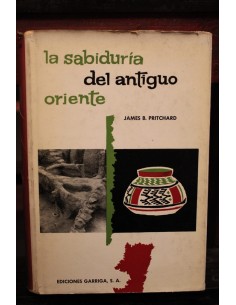 la sabiduría
del antiguo
oriente
JAMES B. PRITCHARD
EDICIONES GARRIGA, S. A.